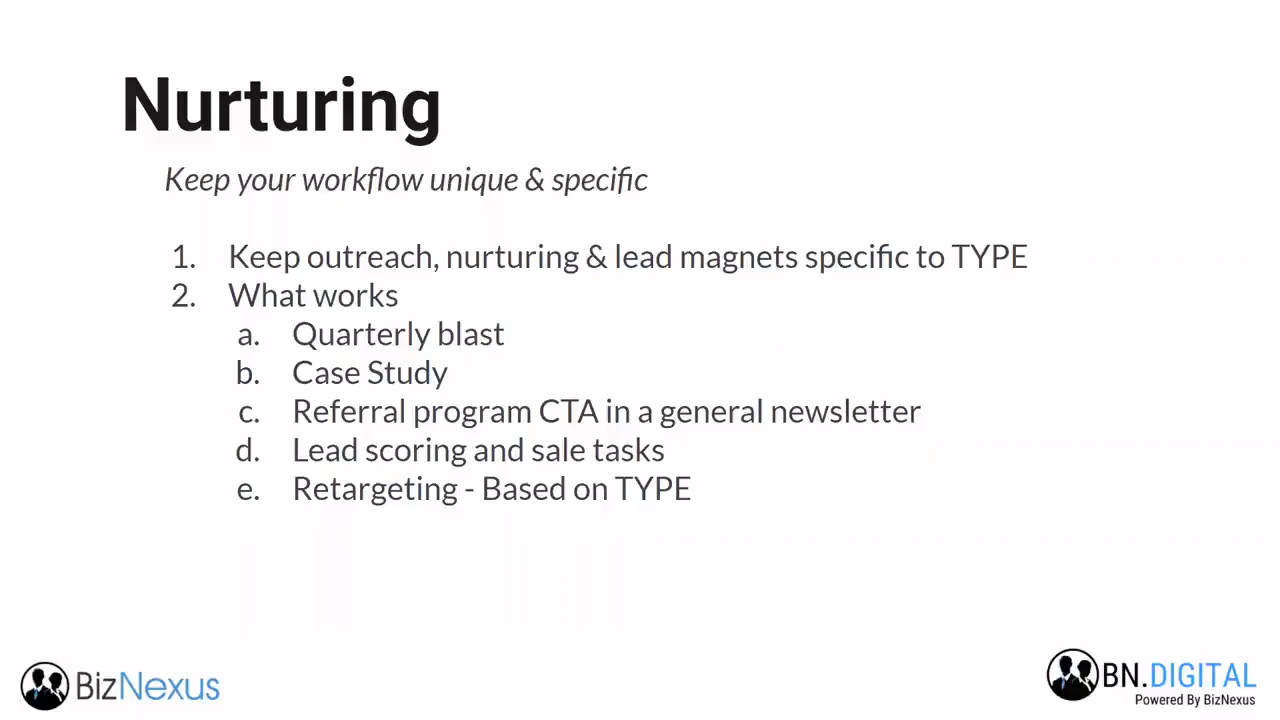 Nurturing
Keep your workflow unique & specific
1. Keep outreach, nurturing & lead magnets specific to TYPE
2. What works
a. Quarterly blast
b. Case Study
c. Referral program CTA in a general newsletter
d. Lead scoring and sale tasks
e. Retargeting - Based on TYPE
BizNexus
BN.DIGITAL
Powered By BizNexus